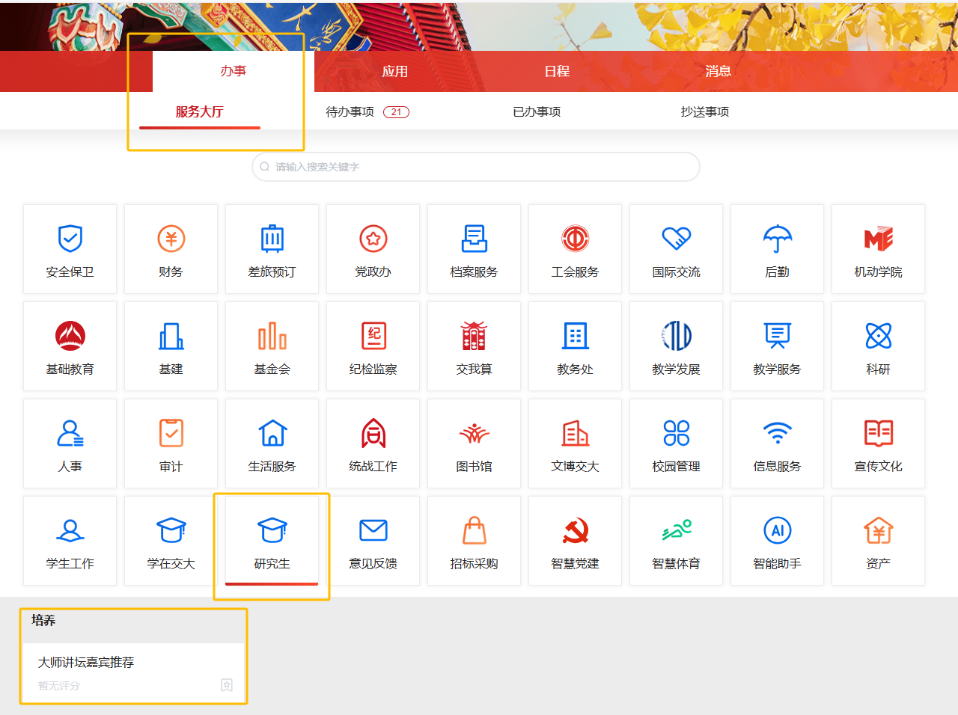 办事 应用 日程 消息
服务大厅 待办事项 21 已办事项 抄送事项
请输入搜索关键字
安全保卫 财务 差旅预订 党政办 档案服务 工会服务 国际交流 后勤 机动学院
纪
基础教育 基建 基金会 纪检监察 交我算 教务处 教学发展 教学服务 科研
人事 审计 生活服务 统战工作 图书馆 文博交大 校园管理 信息服务 宣传文化
AI
学生工作 学在交大 研究生 意见反馈 招标采购 智慧党建 智慧体育 智能助手 资产
培养
大师讲坛嘉宾推荐
暂无评分